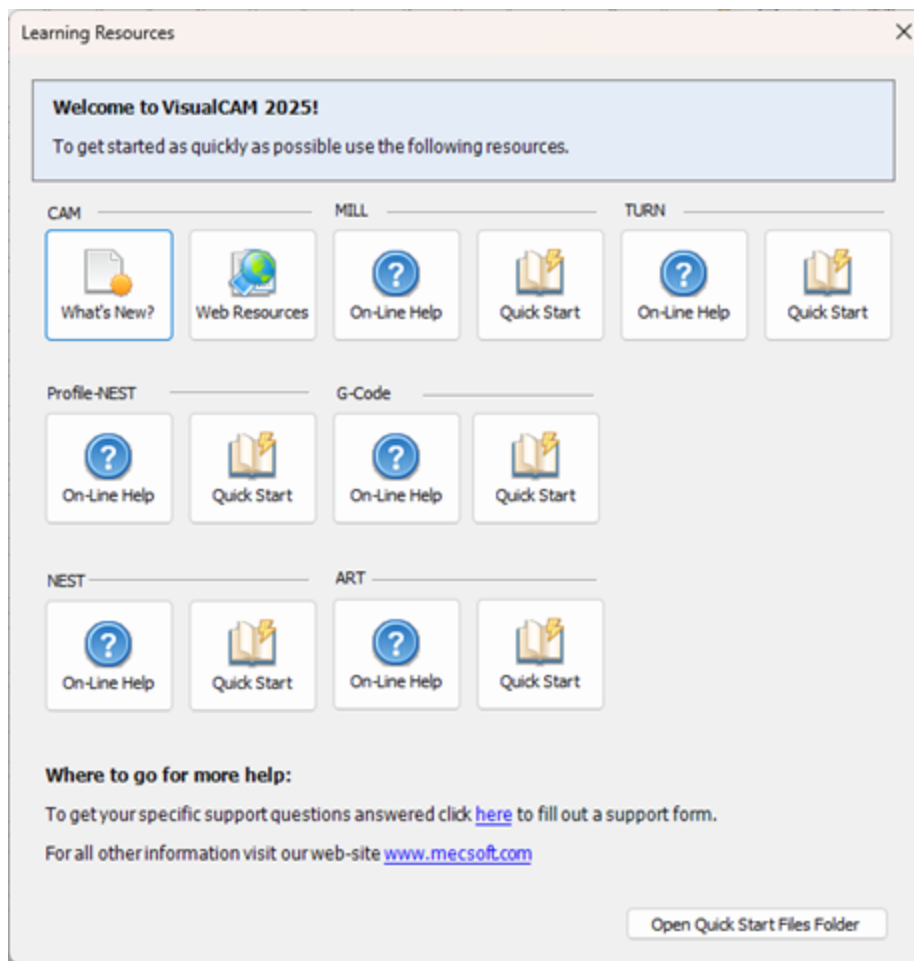 Learning Resources
Welcome to VisualCAM 2025!
To get started as quickly as possible use the following resources.
CAM MILL TURN
What's New? Web Resources On-Line Help Quick Start On-Line Help Quick Start
Profile-NEST G-Code
On-Line Help Quick Start On-Line Help Quick Start
NEST ART
On-Line Help Quick Start On-Line Help Quick Start
Where to go for more help:
To get your specific support questions answered click here to fill out a support form.
For all other information visit our web-site www.mecsoft.com
Open Quick Start Files Folder